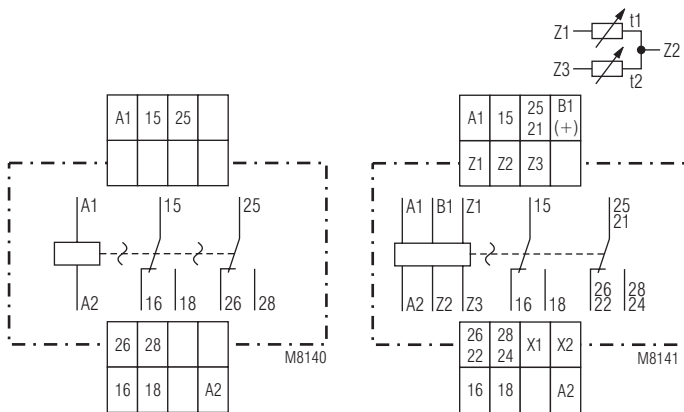 Z1 t1
Z2
Z3 t2
A1 15 25
A1 15 25 B1
21 (+)
Z1 Z2 Z3
A1 15 25
A2 16 18 26 28
26 28
16 18 A2
M8140
A1 B1 Z1 15 25
21
A2 Z2 Z3 16 18 26 28
22 24
26 28 X1 X2
22 24
16 18 A2
M8141